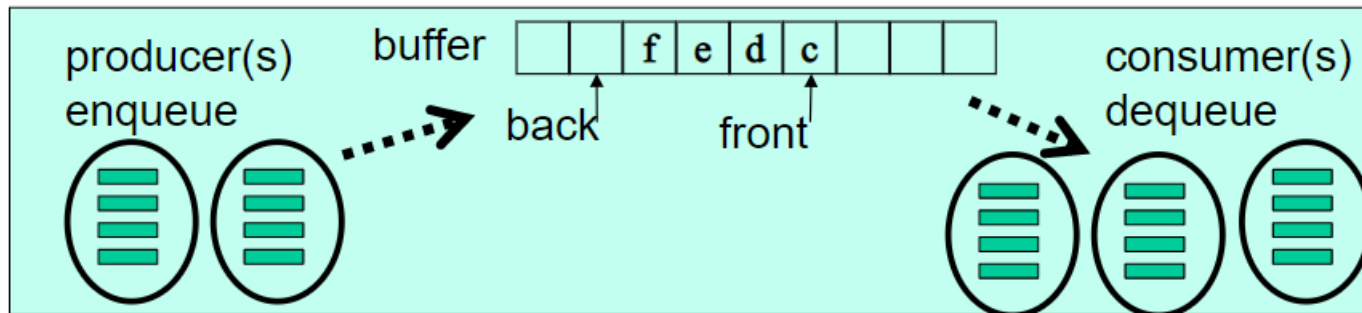 producer(s)
enqueue
buffer
f e d c
back
front
consumer(s)
dequeue